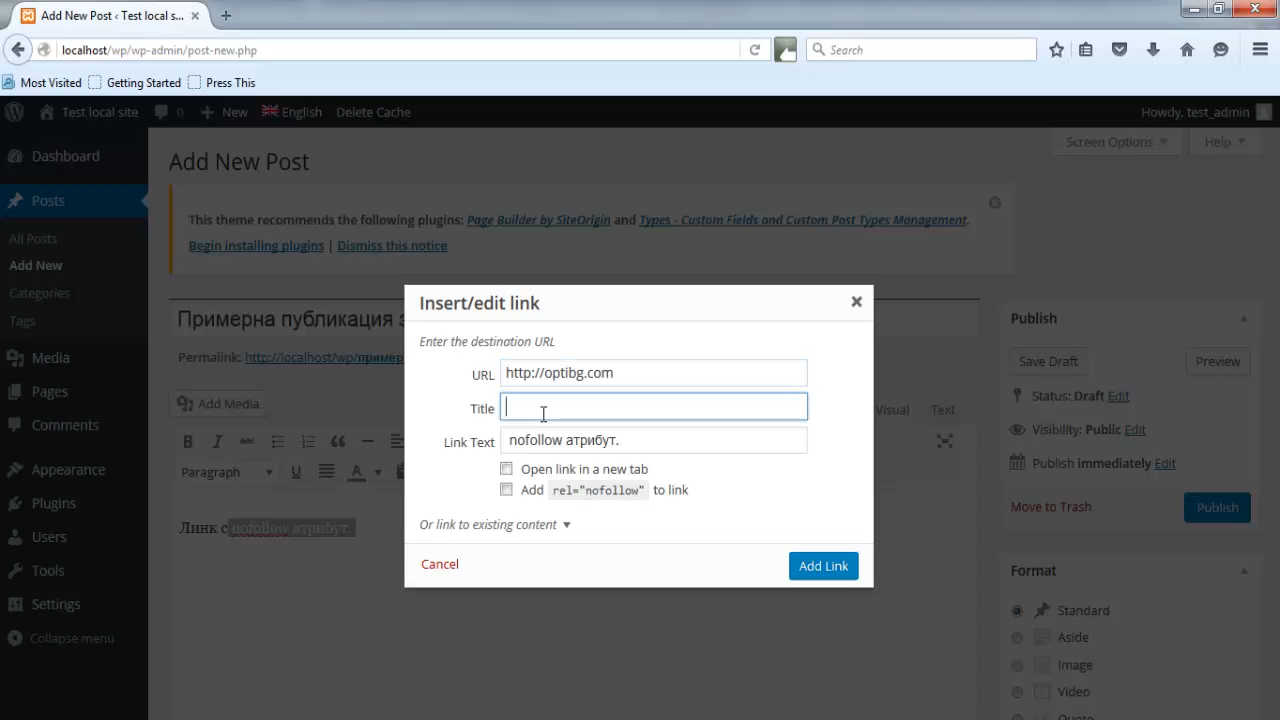 Add New Post ‹ Test local s...
localhost/wp/wp-admin/post-new.php
Search
Most Visited Getting Started Press This
Test local site 0 New English Delete Cache Howdy, test_admin
Screen Options Help
Dashboard
Add New Post
Posts
This theme recommends the following plugins: Page Builder by SiteOrigin and Types - Custom Fields and Custom Post Types Management.
All Posts
Begin installing plugins | Dismiss this notice
Add New
Categories
Tags
Insert/edit link
Примерна публикация
Publish
Enter the destination URL
Media
Permalink: http://localhost/wp/пример
Save Draft Preview
URL http://optibg.com
Pages
Status: Draft Edit
Add Media
Title
Visual Text
Comments
Visibility: Public Edit
B I ABC
Link Text nofollow атрибут.
Publish immediately Edit
Appearance
Paragraph U A
Open link in a new tab
Add rel="nofollow" to link
Plugins
Move to Trash Publish
Линк с nofollow атрибут.
Or link to existing content
Users
Cancel Add Link
Tools
Format
Settings
Standard
Collapse menu
Aside
Image
Video
Quote